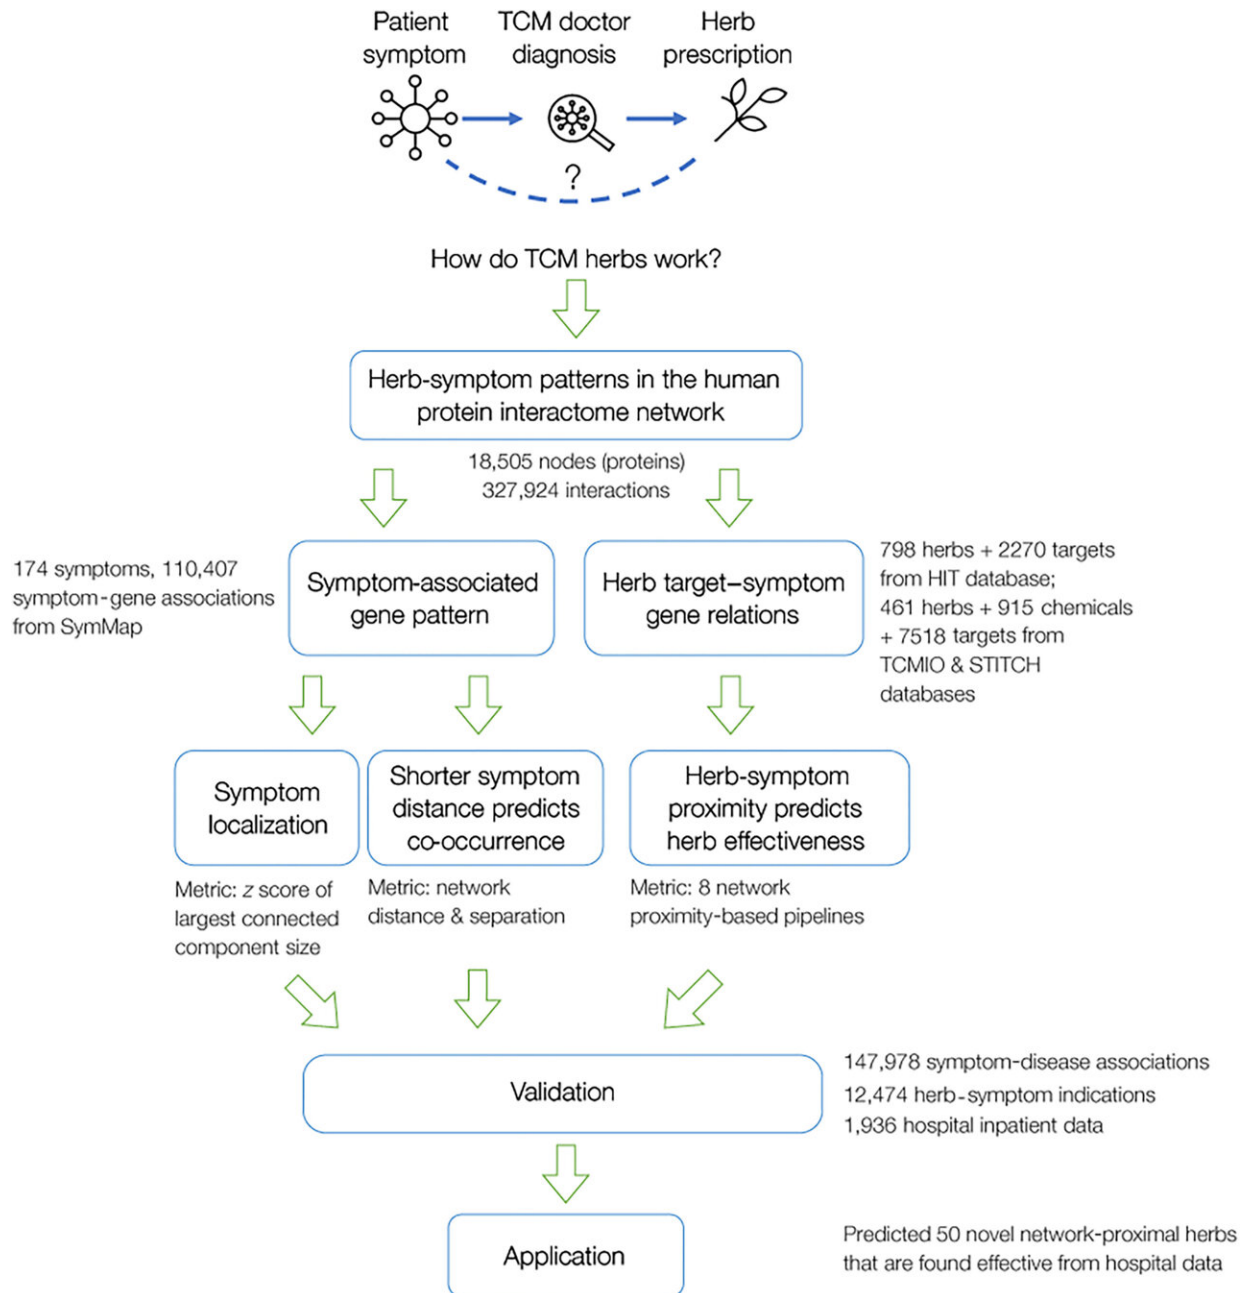 Patient
symptom
TCM doctor
diagnosis
Herb
prescription
?
How do TCM herbs work?
Herb-symptom patterns in the human
protein interactome network
18,505 nodes (proteins)
327,924 interactions
174 symptoms, 110,407
symptom-gene associations
from SymMap
Symptom-associated
gene pattern
Herb target–symptom
gene relations
798 herbs + 2270 targets
from HIT database;
461 herbs + 915 chemicals
+ 7518 targets from
TCMIO & STITCH
databases
Symptom
localization
Metric: z score of
largest connected
component size
Shorter symptom
distance predicts
co-occurrence
Metric: network
distance & separation
Herb-symptom
proximity predicts
herb effectiveness
Metric: 8 network
proximity-based pipelines
Validation
147,978 symptom-disease associations
12,474 herb-symptom indications
1,936 hospital inpatient data
Application
Predicted 50 novel network-proximal herbs
that are found effective from hospital data